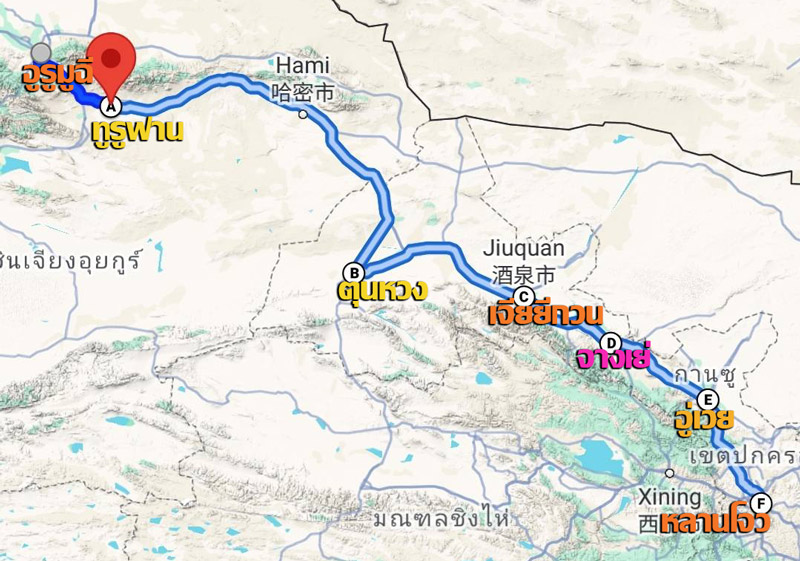 อูรูมูฉี
Hami
哈密市
A
ทูรูฟาน
ซินเจียงอุยกูร์
Jiuquan
酒泉市
B
ตุนหวง
C
เจียยี่กวน
D
จางเย่
กานซู
E
อู่เวย
เขตปกคร
Xining
西
F
หลานโจว
มณฑลชิงไห่